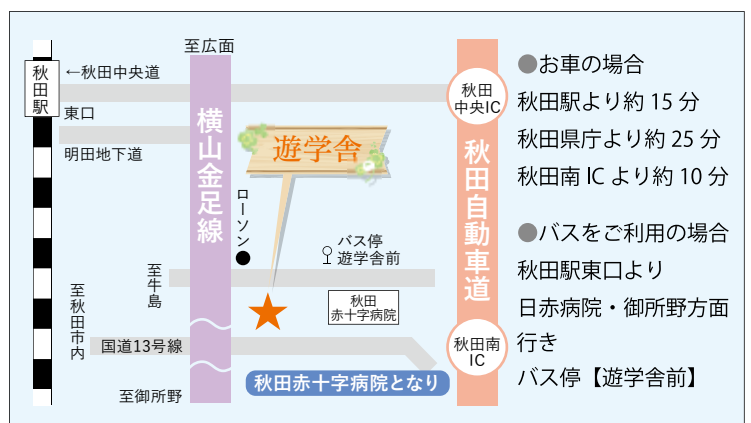 至広面
←秋田中央道
秋田駅
東口
明田地下道
横山金足線
遊学舎
ローソン
バス停
遊学舎前
至牛島
至秋田市内
秋田
赤十字病院
国道13号線
至御所野
秋田赤十字病院となり
秋田
中央IC
秋田自動車道
秋田南
IC
●お車の場合
秋田駅より約15分
秋田県庁より約25分
秋田南ICより約10分
●バスをご利用の場合
秋田駅東口より
日赤病院・御所野方面
行き
バス停【遊学舎前】